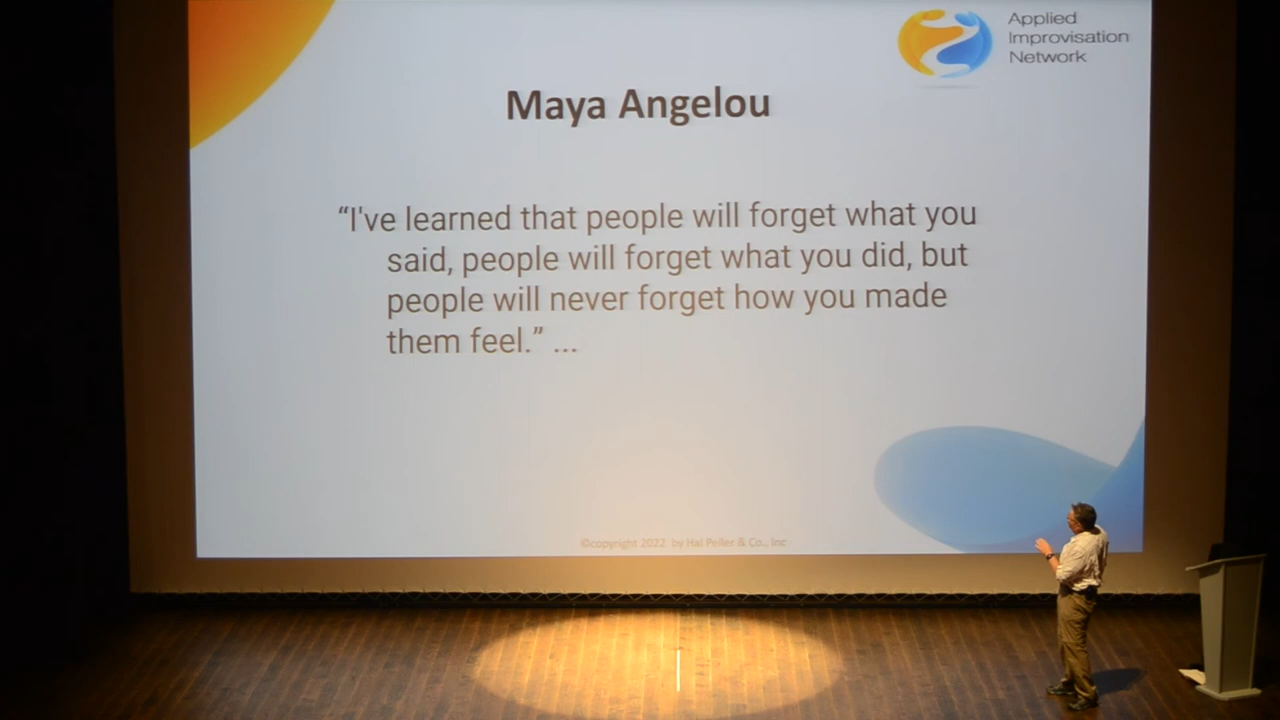 Applied
Improvisation
Network
Maya Angelou
“I've learned that people will forget what you
said, people will forget what you did, but
people will never forget how you made
them feel.” ...
©copyright 2022 by Hal Peller & Co., Inc